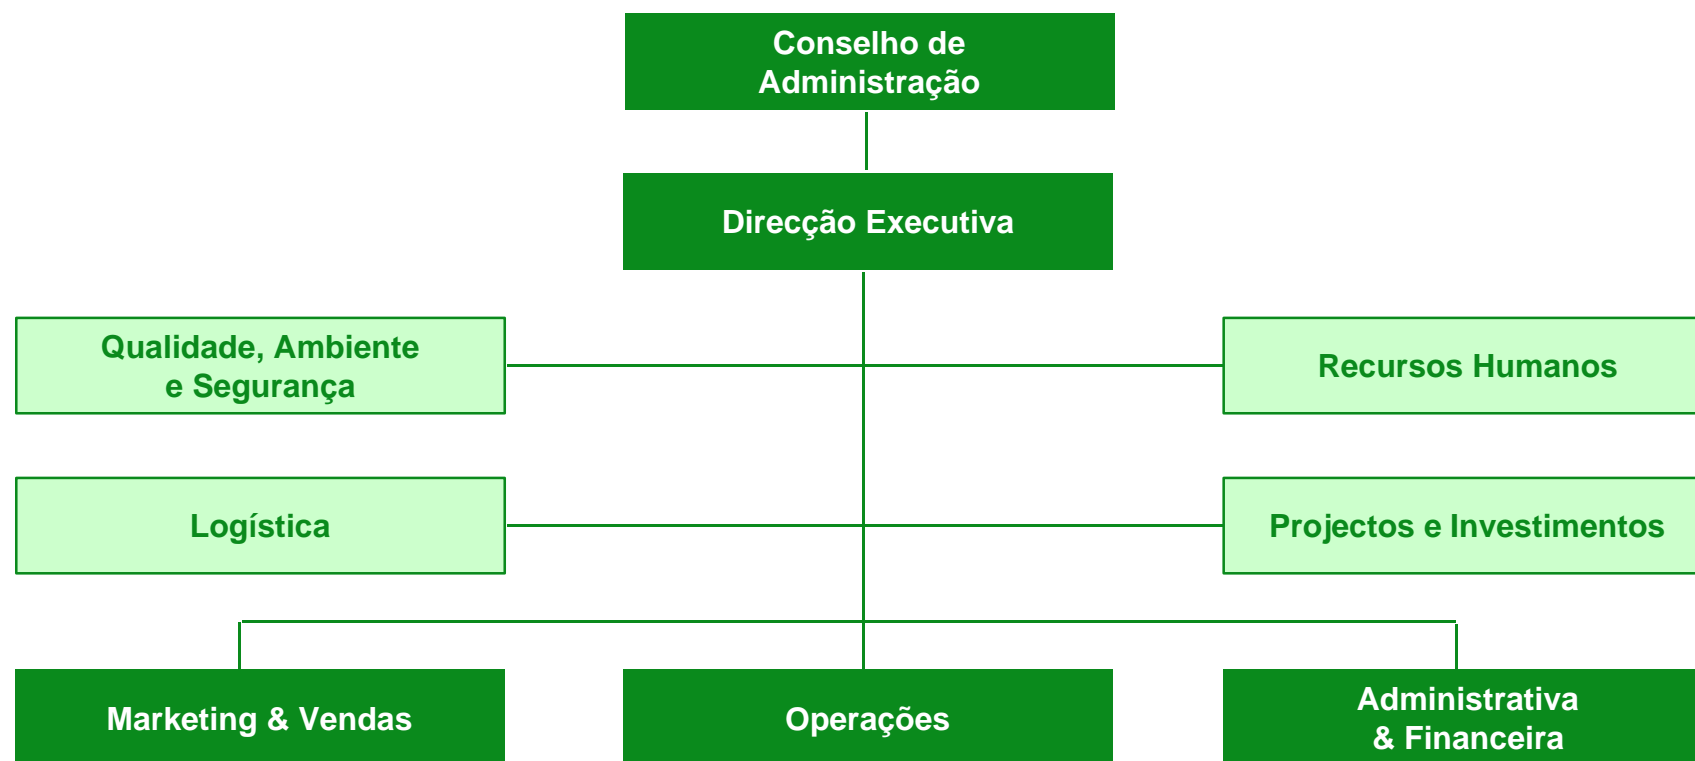 Conselho de
Administração
Direcção Executiva
Qualidade, Ambiente
e Segurança
Recursos Humanos
Logística
Projectos e Investimentos
Marketing & Vendas
Operações
Administrativa
& Financeira